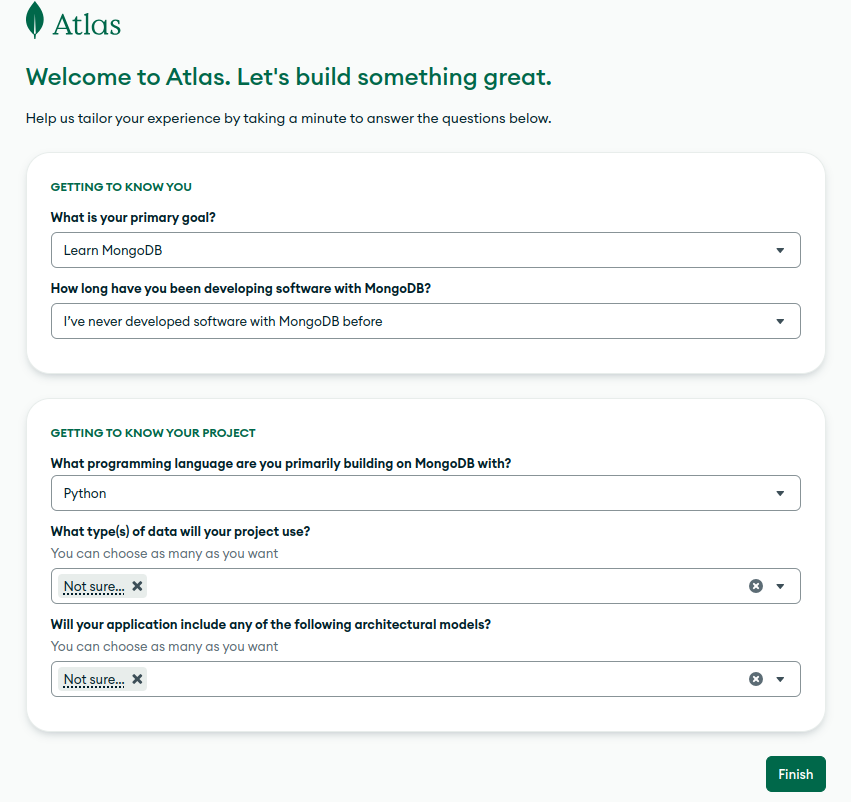 Atlas
Welcome to Atlas. Let's build something great.
Help us tailor your experience by taking a minute to answer the questions below.
GETTING TO KNOW YOU
What is your primary goal?
Learn MongoDB
How long have you been developing software with MongoDB?
I've never developed software with MongoDB before
GETTING TO KNOW YOUR PROJECT
What programming language are you primarily building on MongoDB with?
Python
What type(s) of data will your project use?
You can choose as many as you want
Not sure...
Will your application include any of the following architectural models?
You can choose as many as you want
Not sure...
Finish